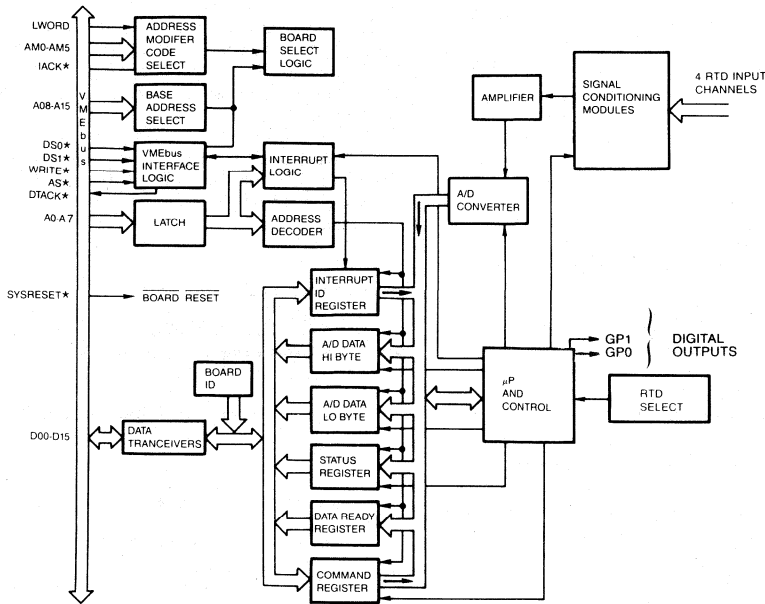 LWORD
AM0-AM5
IACK★
A08-A15
DS0★
DS1★
WRITE★
AS★
DTACK★
A0-A7
SYSRESET★
D00-D15
VMEbus
ADDRESS
MODIFER
CODE
SELECT
BOARD
SELECT
LOGIC
BASE
ADDRESS
SELECT
VMEbus
INTERFACE
LOGIC
INTERRUPT
LOGIC
LATCH
ADDRESS
DECODER
BOARD RESET
AMPLIFIER
SIGNAL
CONDITIONING
MODULES
4 RTD INPUT
CHANNELS
A/D
CONVERTER
INTERRUPT
ID
REGISTER
A/D DATA
HI BYTE
A/D DATA
LO BYTE
STATUS
REGISTER
DATA READY
REGISTER
COMMAND
REGISTER
BOARD
ID
DATA
TRANCEIVERS
µP
AND
CONTROL
GP1
GP0
DIGITAL
OUTPUTS
RTD
SELECT